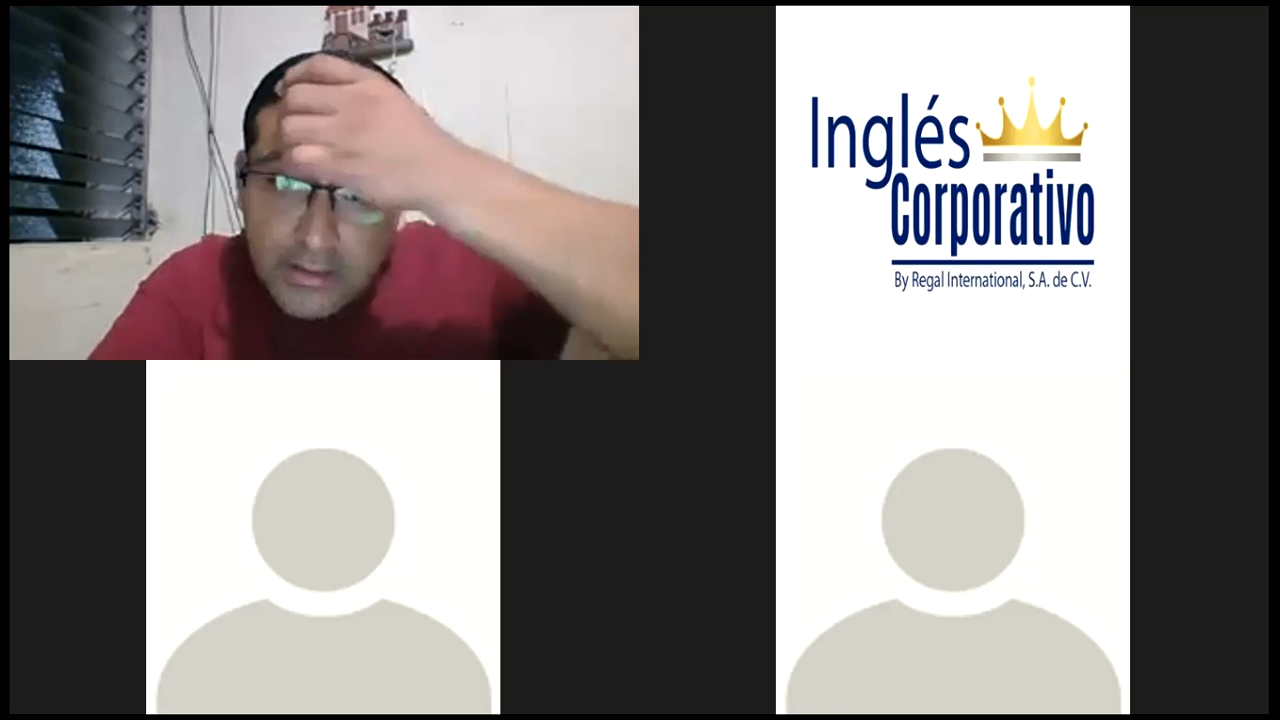 Inglés
Corporativo
By Regal International, S.A. de C.V.